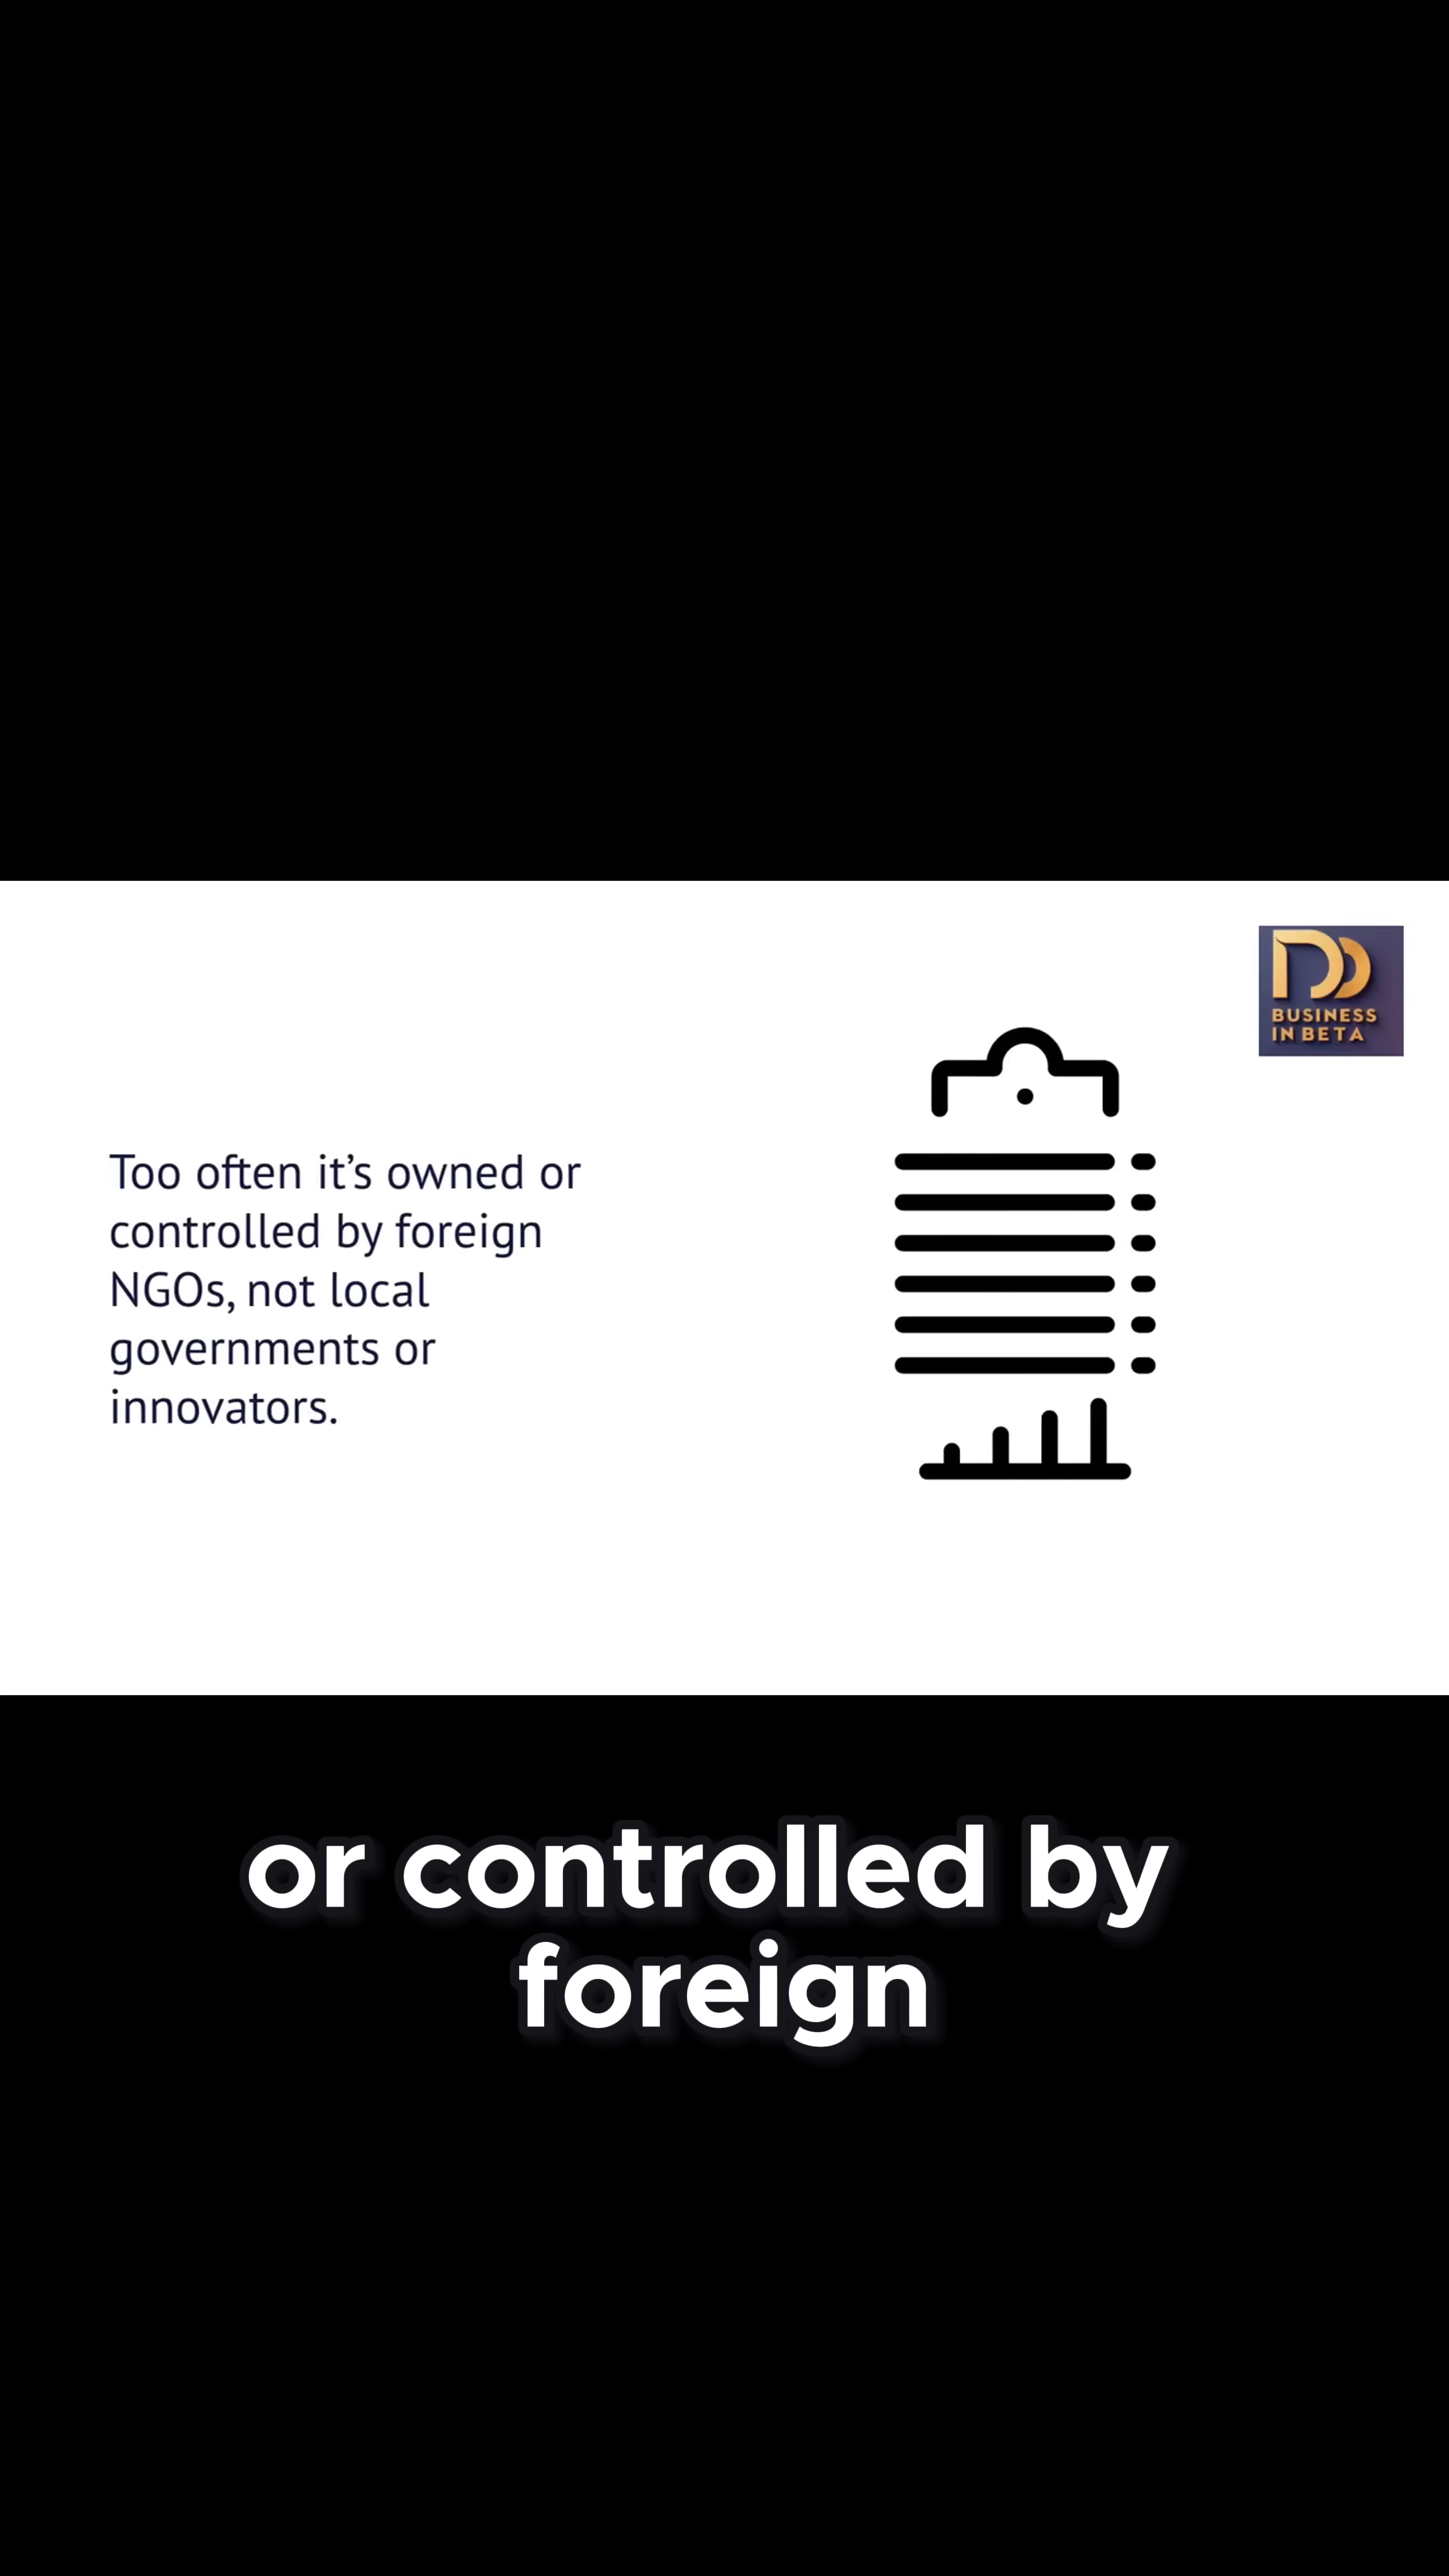 BUSINESS
IN BETA
Too often it’s owned or
controlled by foreign
NGOs, not local
governments or
innovators.
or controlled by
foreign